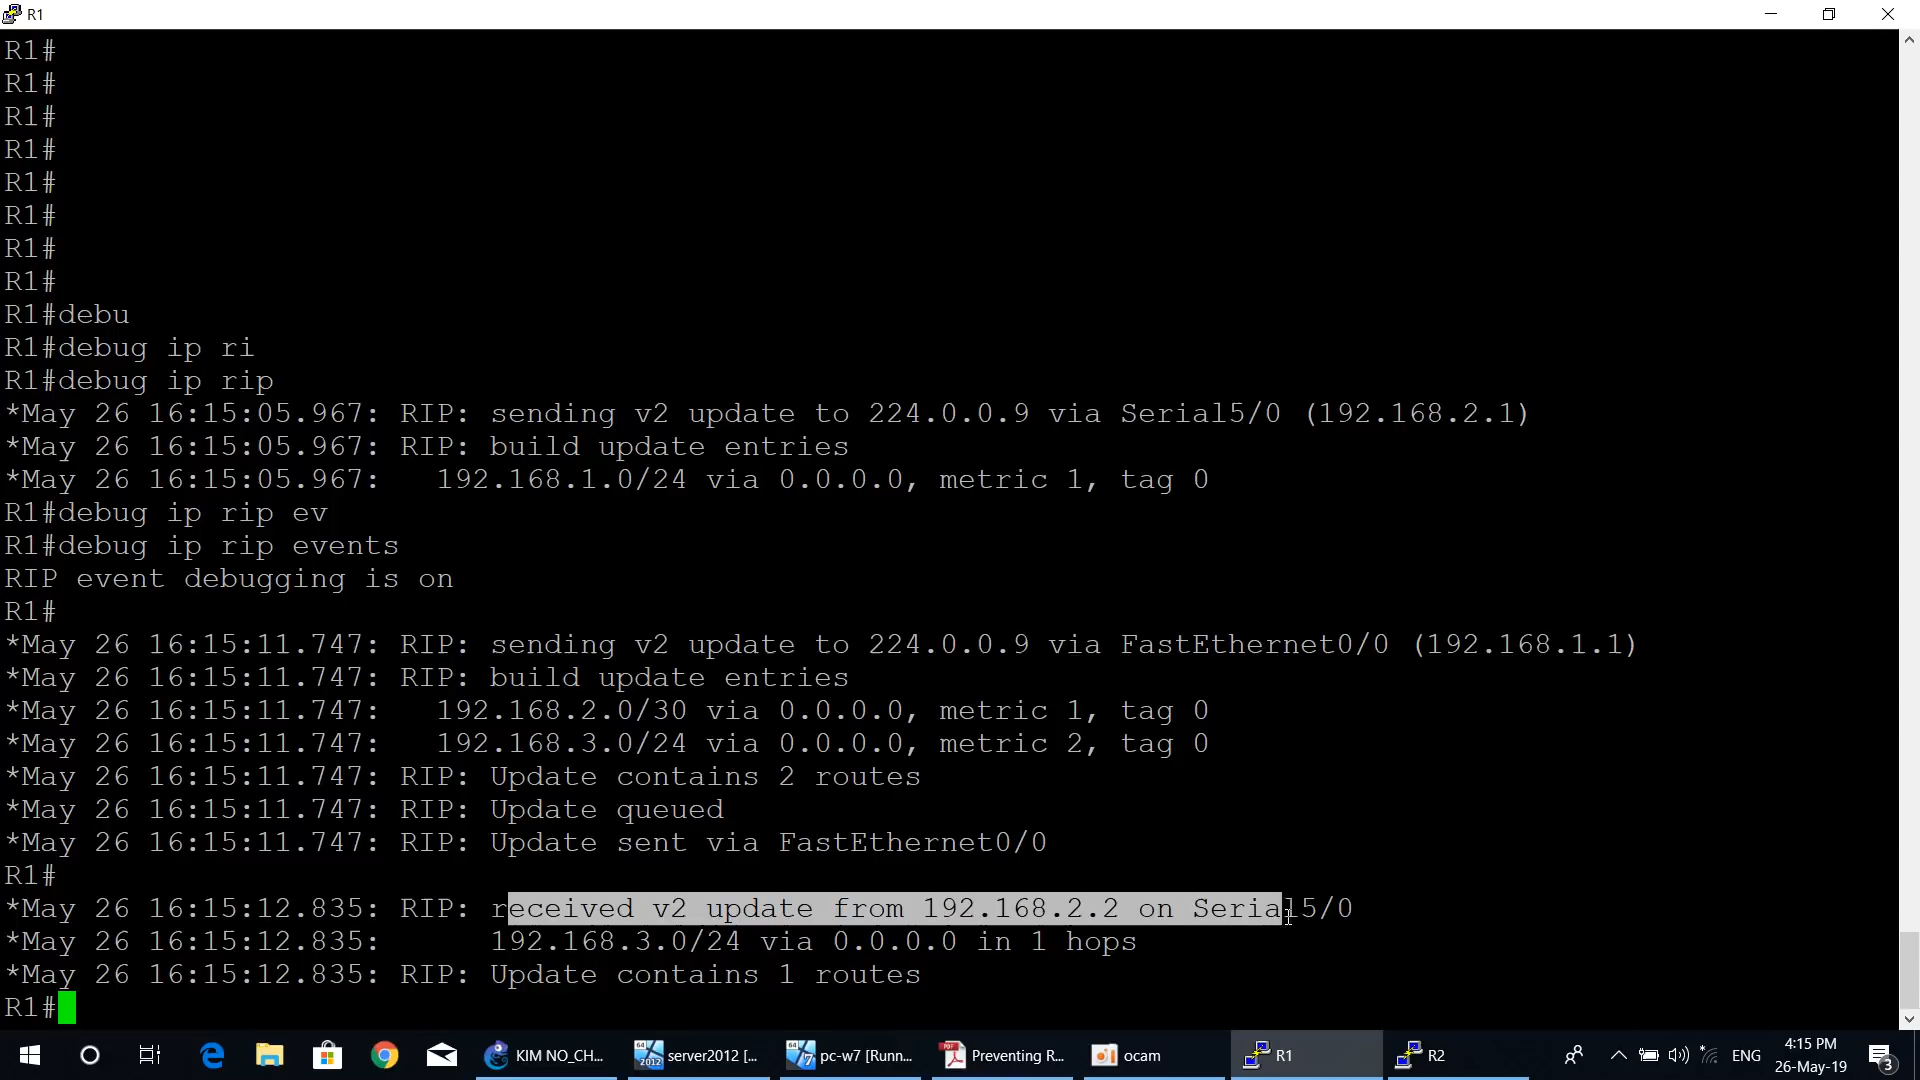 R1
R1#
R1#
R1#
R1#
R1#
R1#
R1#
R1#
R1#debu
R1#debug ip ri
R1#debug ip rip
*May 26 16:15:05.967: RIP: sending v2 update to 224.0.0.9 via Serial5/0 (192.168.2.1)
*May 26 16:15:05.967: RIP: build update entries
*May 26 16:15:05.967:   192.168.1.0/24 via 0.0.0.0, metric 1, tag 0
R1#debug ip rip ev
R1#debug ip rip events
RIP event debugging is on
R1#
*May 26 16:15:11.747: RIP: sending v2 update to 224.0.0.9 via FastEthernet0/0 (192.168.1.1)
*May 26 16:15:11.747: RIP: build update entries
*May 26 16:15:11.747:   192.168.2.0/30 via 0.0.0.0, metric 1, tag 0
*May 26 16:15:11.747:   192.168.3.0/24 via 0.0.0.0, metric 2, tag 0
*May 26 16:15:11.747: RIP: Update contains 2 routes
*May 26 16:15:11.747: RIP: Update queued
*May 26 16:15:11.747: RIP: Update sent via FastEthernet0/0
R1#
*May 26 16:15:12.835: RIP: received v2 update from 192.168.2.2 on Serial5/0
*May 26 16:15:12.835:      192.168.3.0/24 via 0.0.0.0 in 1 hops
*May 26 16:15:12.835: RIP: Update contains 1 routes
R1#
KIM NO_CH... server2012 [... pc-w7 [Runn... Preventing R... ocam R1 R2 ENG 4:15 PM
26-May-19 3